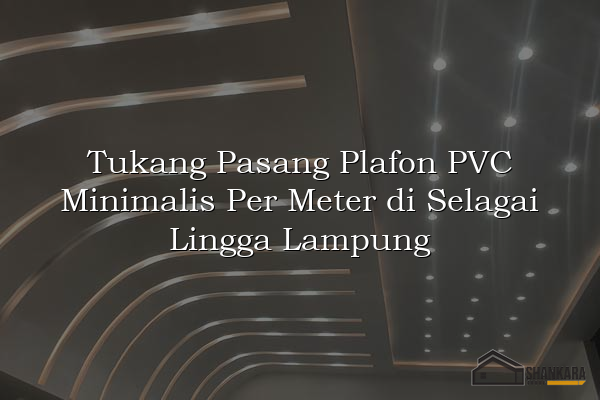 Tukang Pasang Plafon PVC
Minimalis Per Meter di Selagai
Lingga Lampung
SHANKARA